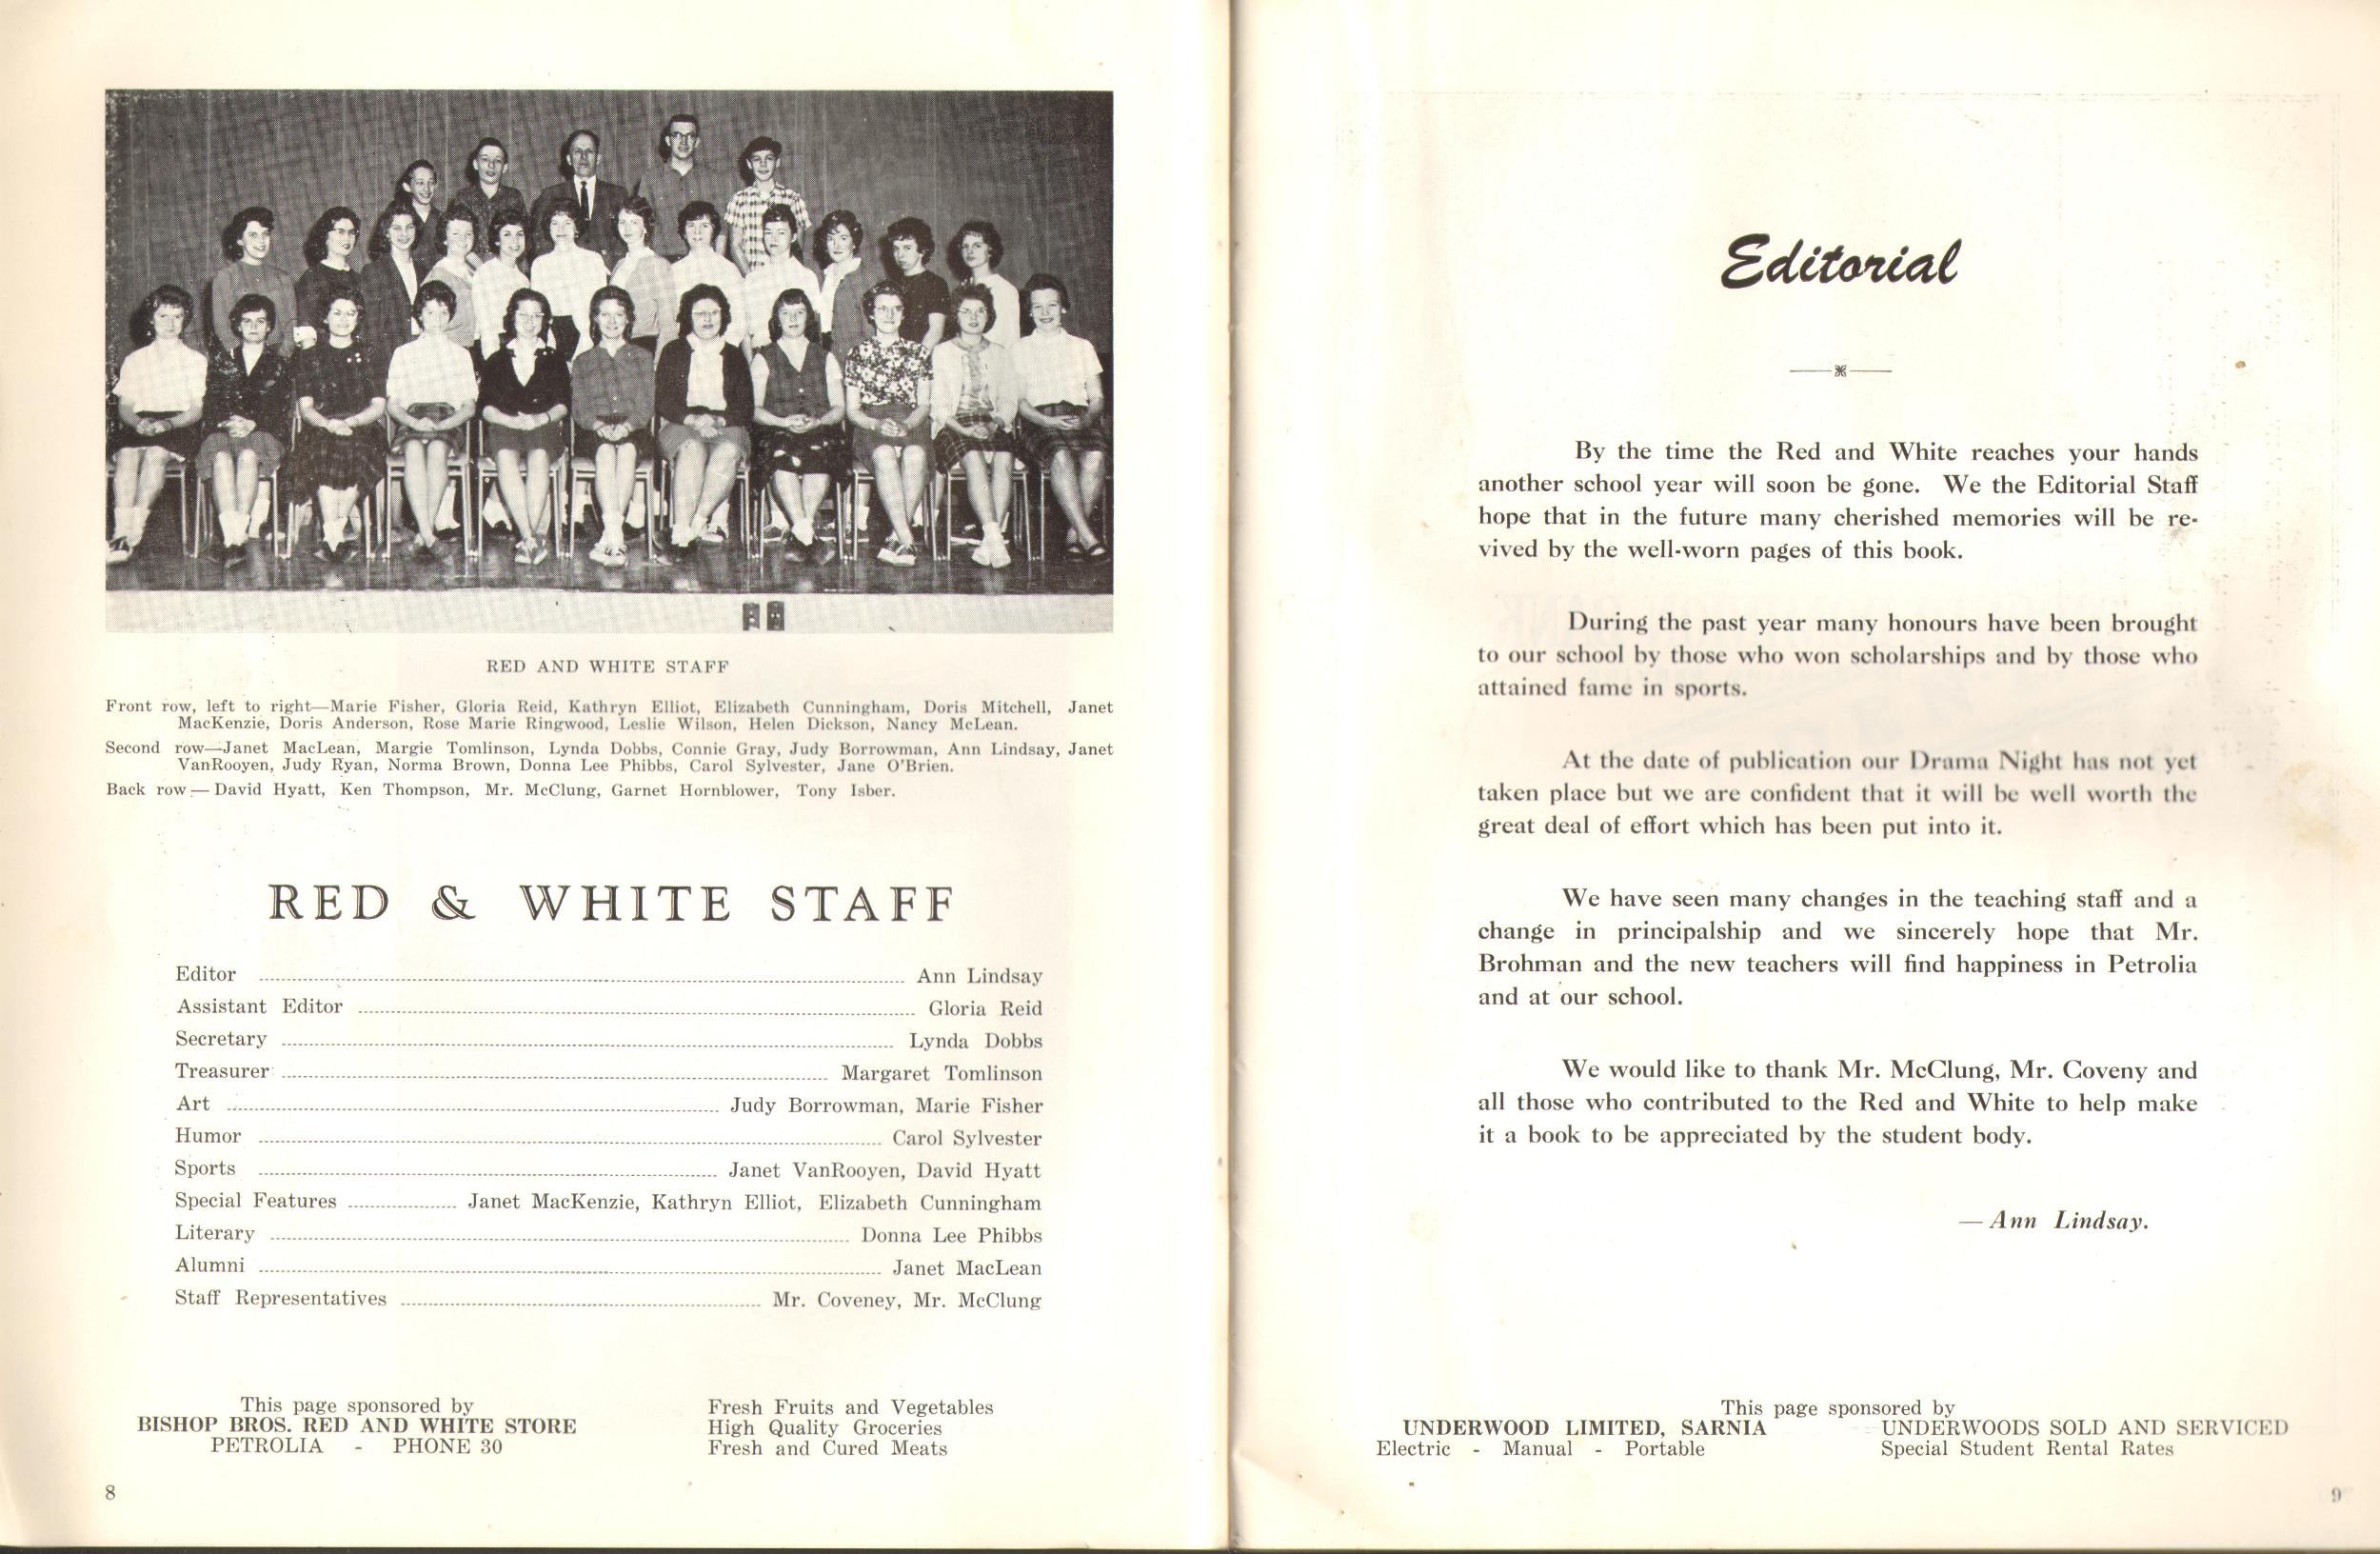 RED AND WHITE STAFF
Front row, left to right—Marie Fisher, Gloria Reid, Kathryn Elliot, Elizabeth Cunningham, Doris Mitchell, Janet
MacKenzie, Doris Anderson, Rose Marie Ringwood, Leslie Wilson, Helen Dickson, Nancy McLean.
Second row—Janet MacLean, Margie Tomlinson, Lynda Dobbs, Connie Gray, Judy Borrowman, Ann Lindsay, Janet
VanRooyen, Judy Ryan, Norma Brown, Donna Lee Phibbs, Carol Sylvester, Jane O'Brien.
Back row — David Hyatt, Ken Thompson, Mr. McClung, Garnet Hornblower, Tony Isber.
RED & WHITE STAFF
Editor Ann Lindsay
Assistant Editor Gloria Reid
Secretary Lynda Dobbs
Treasurer Margaret Tomlinson
Art Judy Borrowman, Marie Fisher
Humor Carol Sylvester
Sports Janet VanRooyen, David Hyatt
Special Features Janet MacKenzie, Kathryn Elliot, Elizabeth Cunningham
Literary Donna Lee Phibbs
Alumni Janet MacLean
Staff Representatives Mr. Coveney, Mr. McClung
This page sponsored by
BISHOP BROS. RED AND WHITE STORE
PETROLIA - PHONE 30
Fresh Fruits and Vegetables
High Quality Groceries
Fresh and Cured Meats
8
Editorial
By the time the Red and White reaches your hands
another school year will soon be gone. We the Editorial Staff
hope that in the future many cherished memories will be re-
vived by the well-worn pages of this book.
During the past year many honours have been brought
to our school by those who won scholarships and by those who
attained fame in sports.
At the date of publication our Drama Night has not yet
taken place but we are confident that it will be well worth the
great deal of effort which has been put into it.
We have seen many changes in the teaching staff and a
change in principalship and we sincerely hope that Mr.
Brohman and the new teachers will find happiness in Petrolia
and at our school.
We would like to thank Mr. McClung, Mr. Coveny and
all those who contributed to the Red and White to help make
it a book to be appreciated by the student body.
— Ann Lindsay.
This page sponsored by
UNDERWOOD LIMITED, SARNIA UNDERWOODS SOLD AND SERVICED
Electric - Manual - Portable Special Student Rental Rates
9